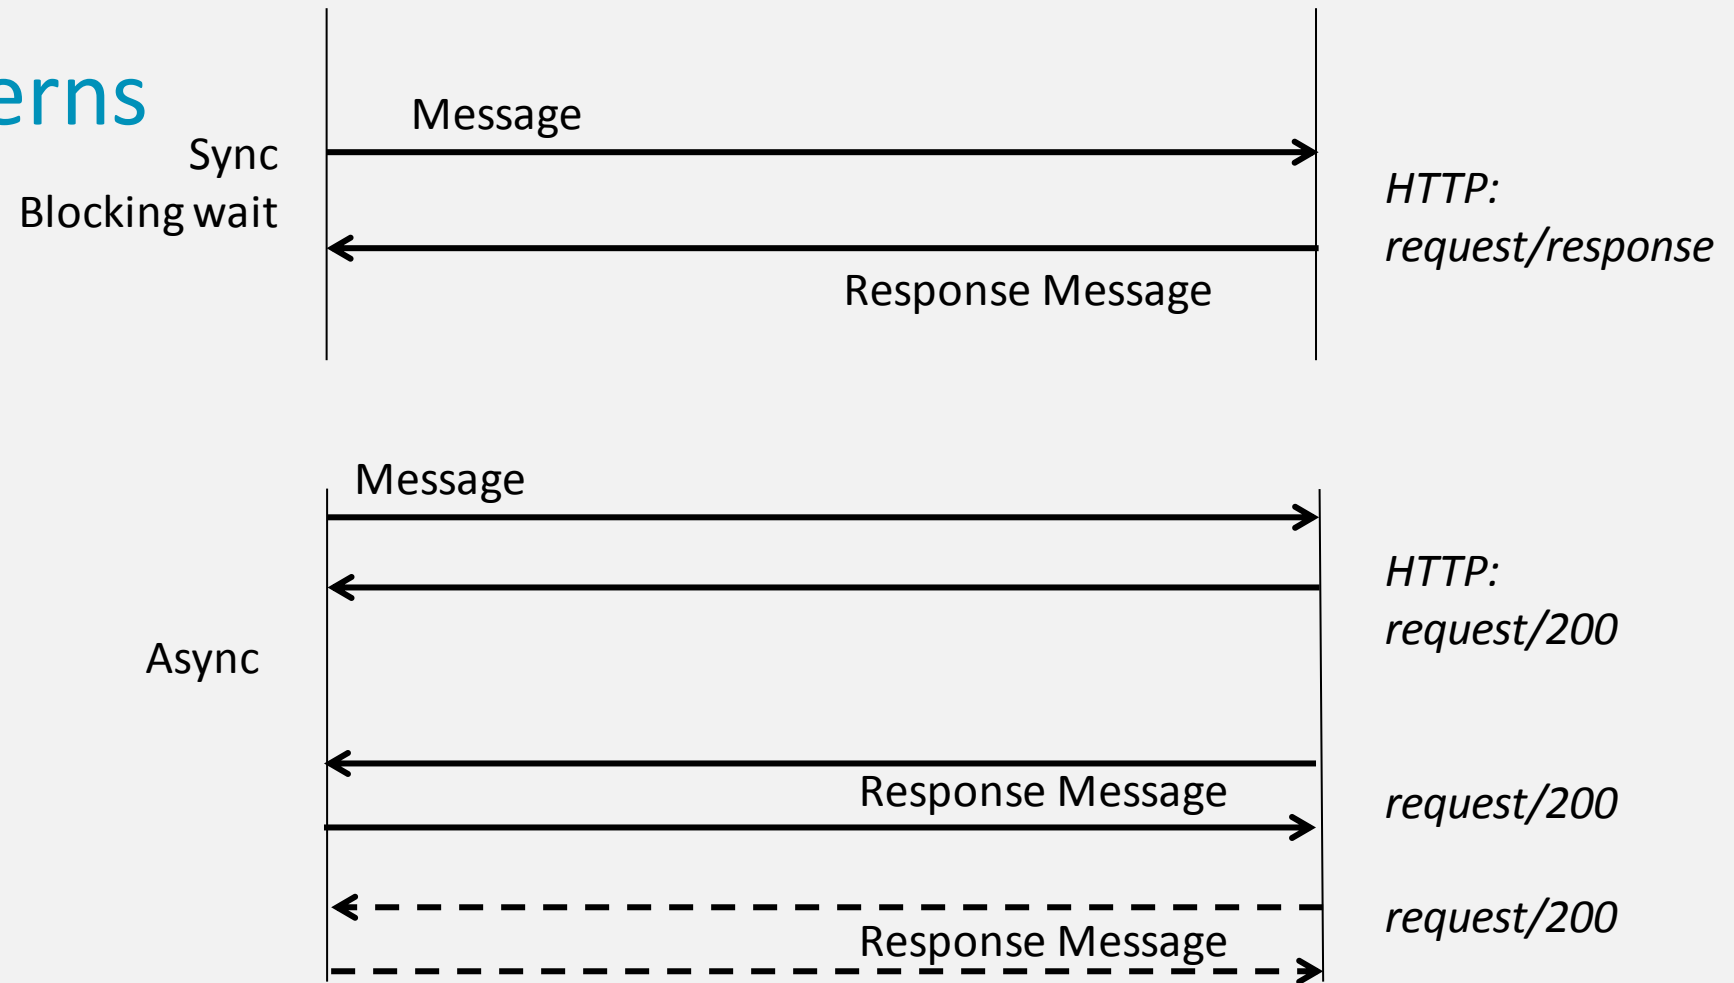 erns
Message
Sync
Blocking wait
HTTP:
request/response
Response Message
Message
HTTP:
request/200
Async
Response Message
request/200
request/200
Response Message